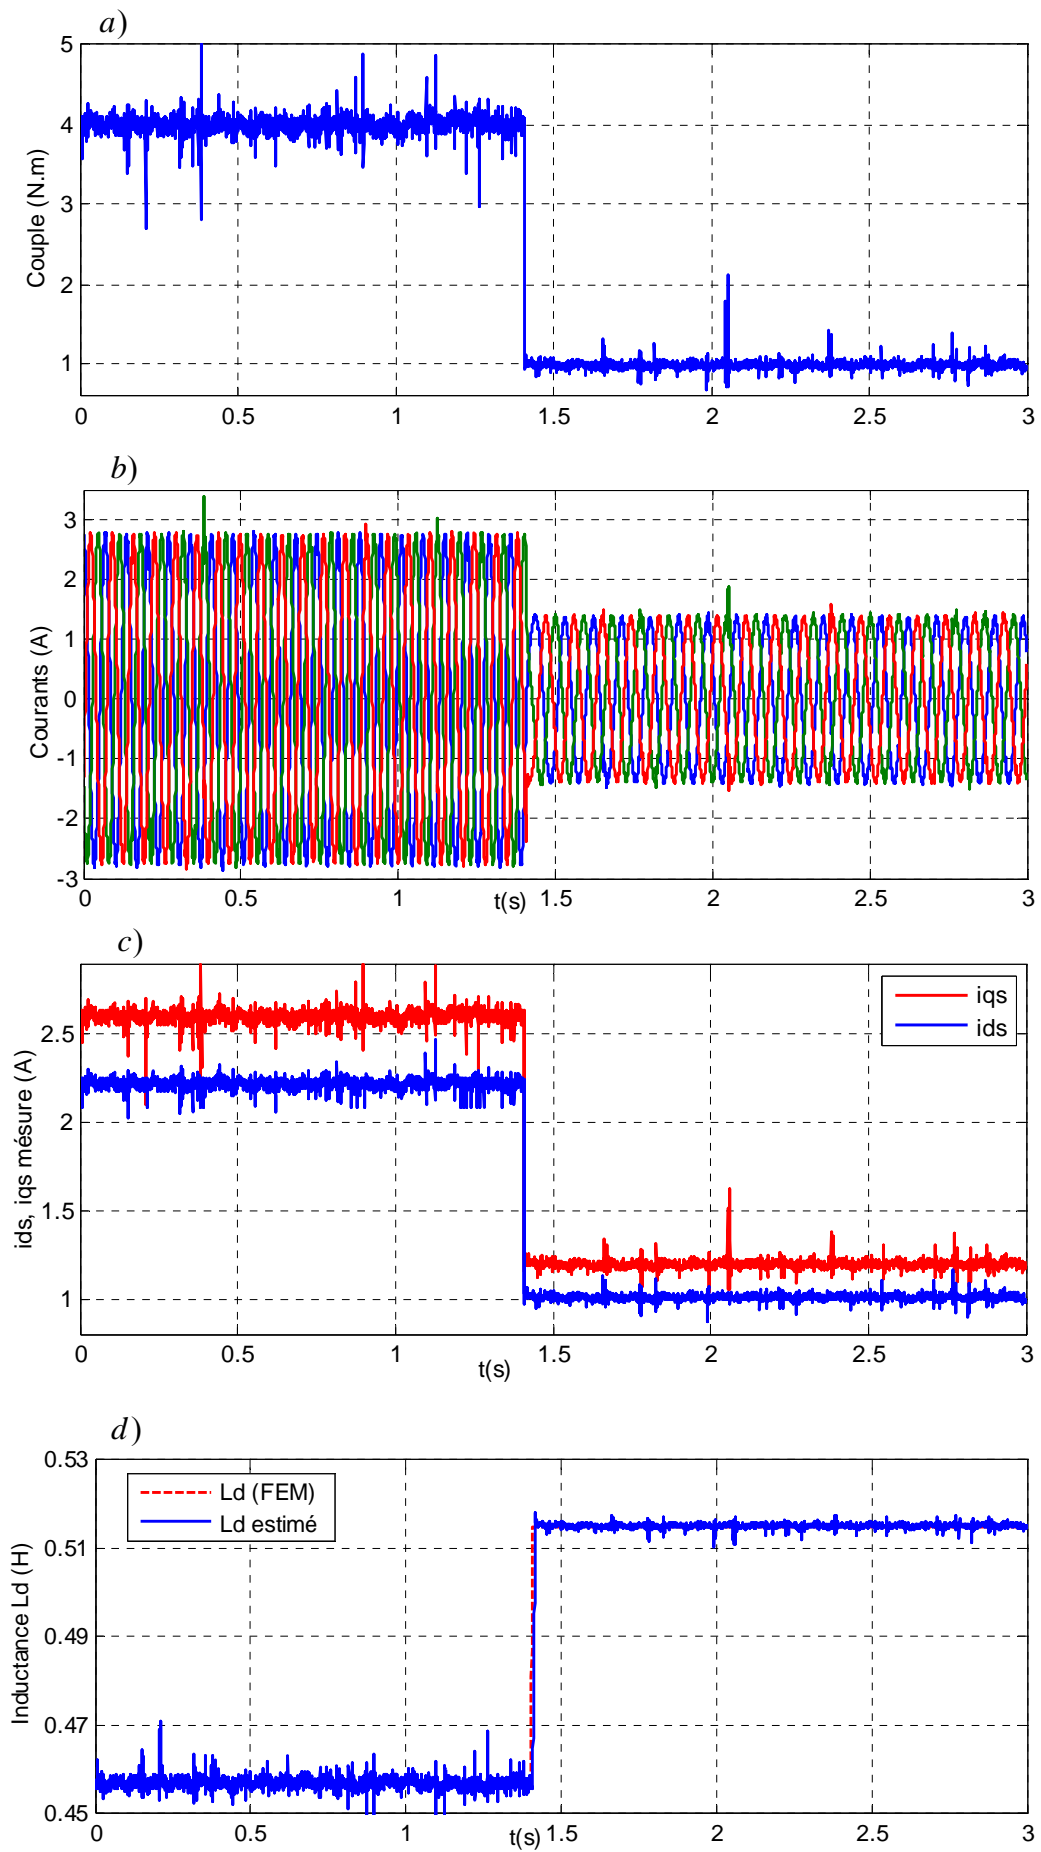 a)
5
4
3
2
1
Couple (N.m)
0 0.5 1 1.5 2 2.5 3
b)
3
2
1
0
-1
-2
-3
Courants (A)
0 0.5 1 t(s) 1.5 2 2.5 3
c)
2.5
2
1.5
1
ids, iqs mésure (A)
iqs
ids
0 0.5 1 t(s) 1.5 2 2.5 3
d)
0.53
0.51
0.49
0.47
0.45
Inductance Ld (H)
Ld (FEM)
Ld estimé
0 0.5 1 t(s) 1.5 2 2.5 3